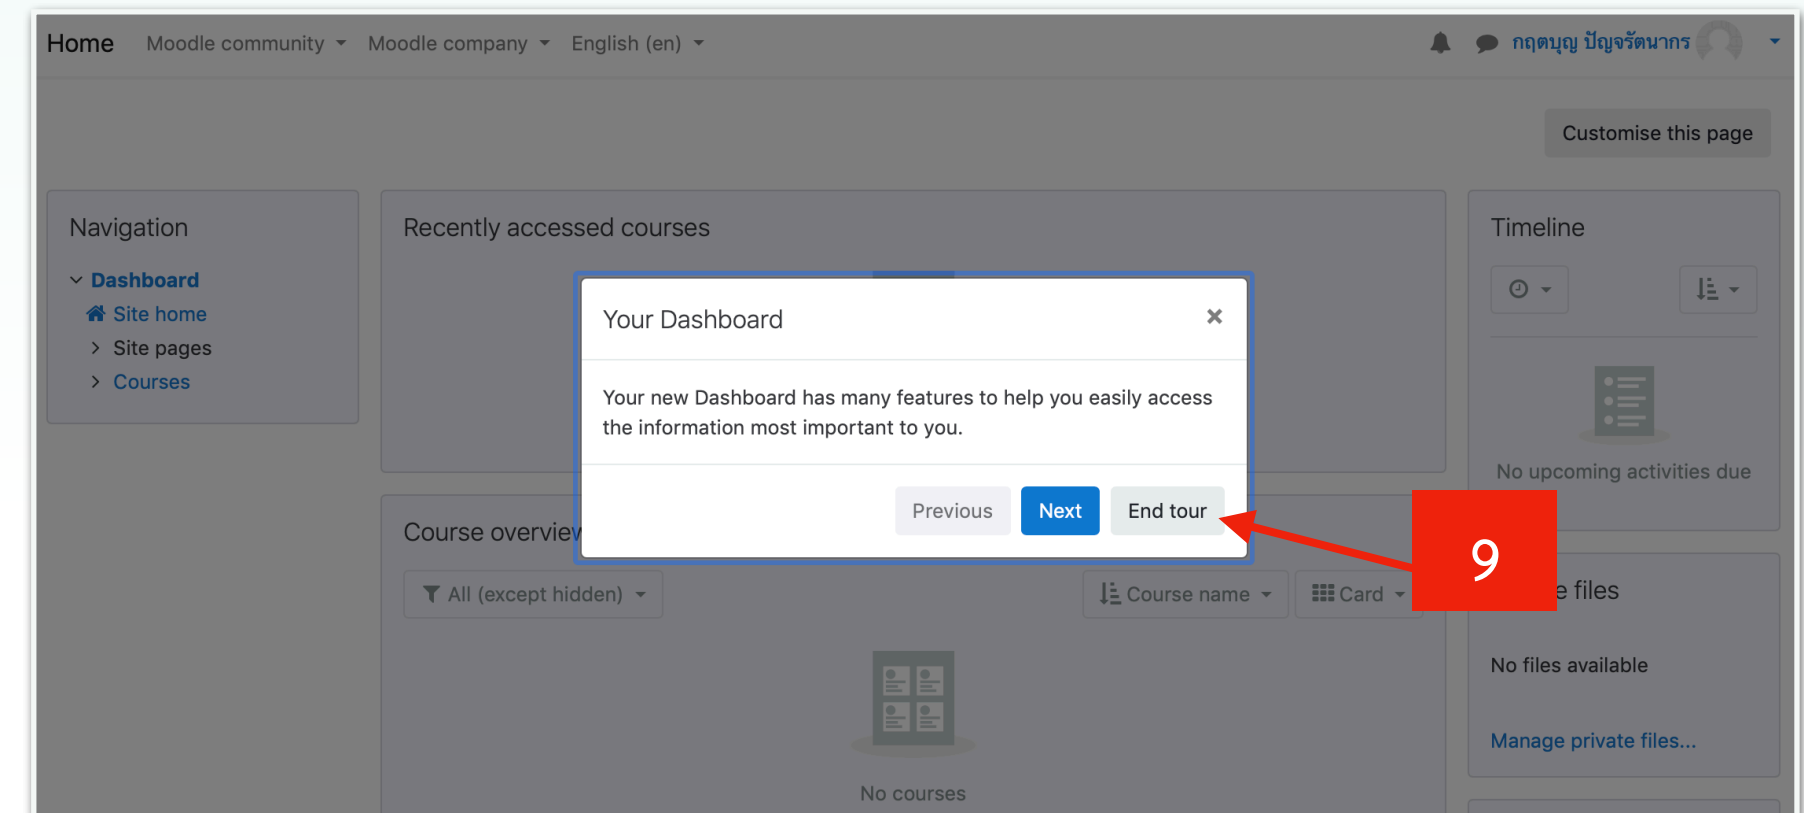 Home Moodle community Moodle company English (en) กฤตบุญ ปัญจรัตนากร
Customise this page
Navigation
Dashboard
Site home
Site pages
Courses
Recently accessed courses
Timeline
No upcoming activities due
Your Dashboard
Your new Dashboard has many features to help you easily access
the information most important to you.
Previous Next End tour
9
Course overview
All (except hidden) Course name Card
No courses
e files
No files available
Manage private files...